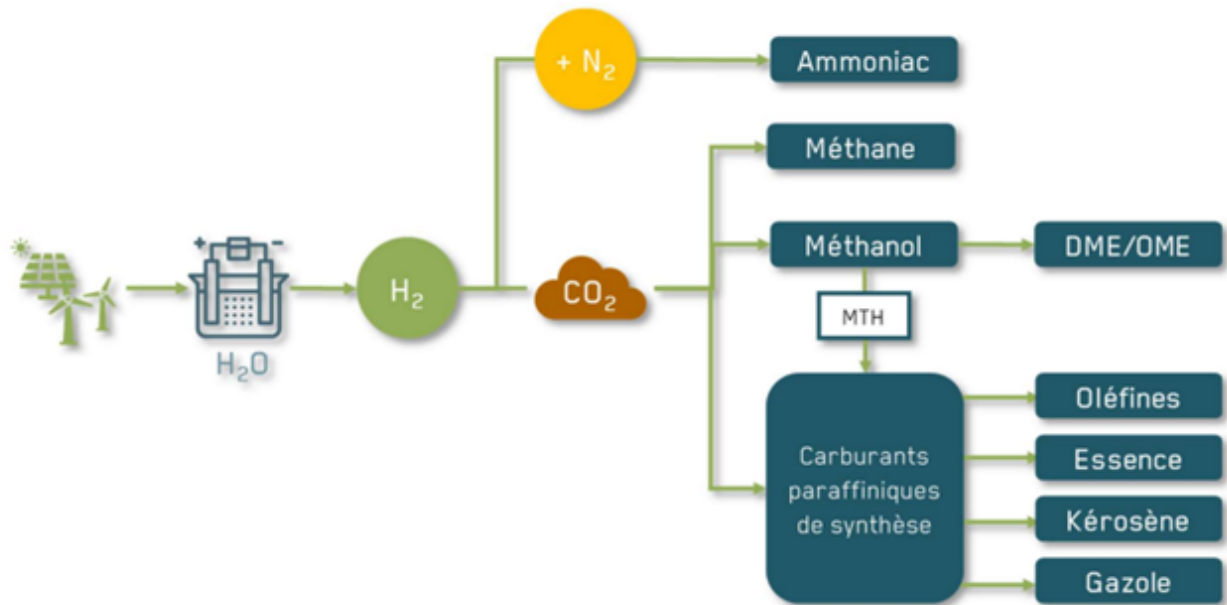 + N₂
Ammoniac
Méthane
Méthanol
DME/OME
+ −
H₂
CO₂
H₂O
MTH
Carburants
paraffiniques
de synthèse
Oléfines
Essence
Kérosène
Gazole